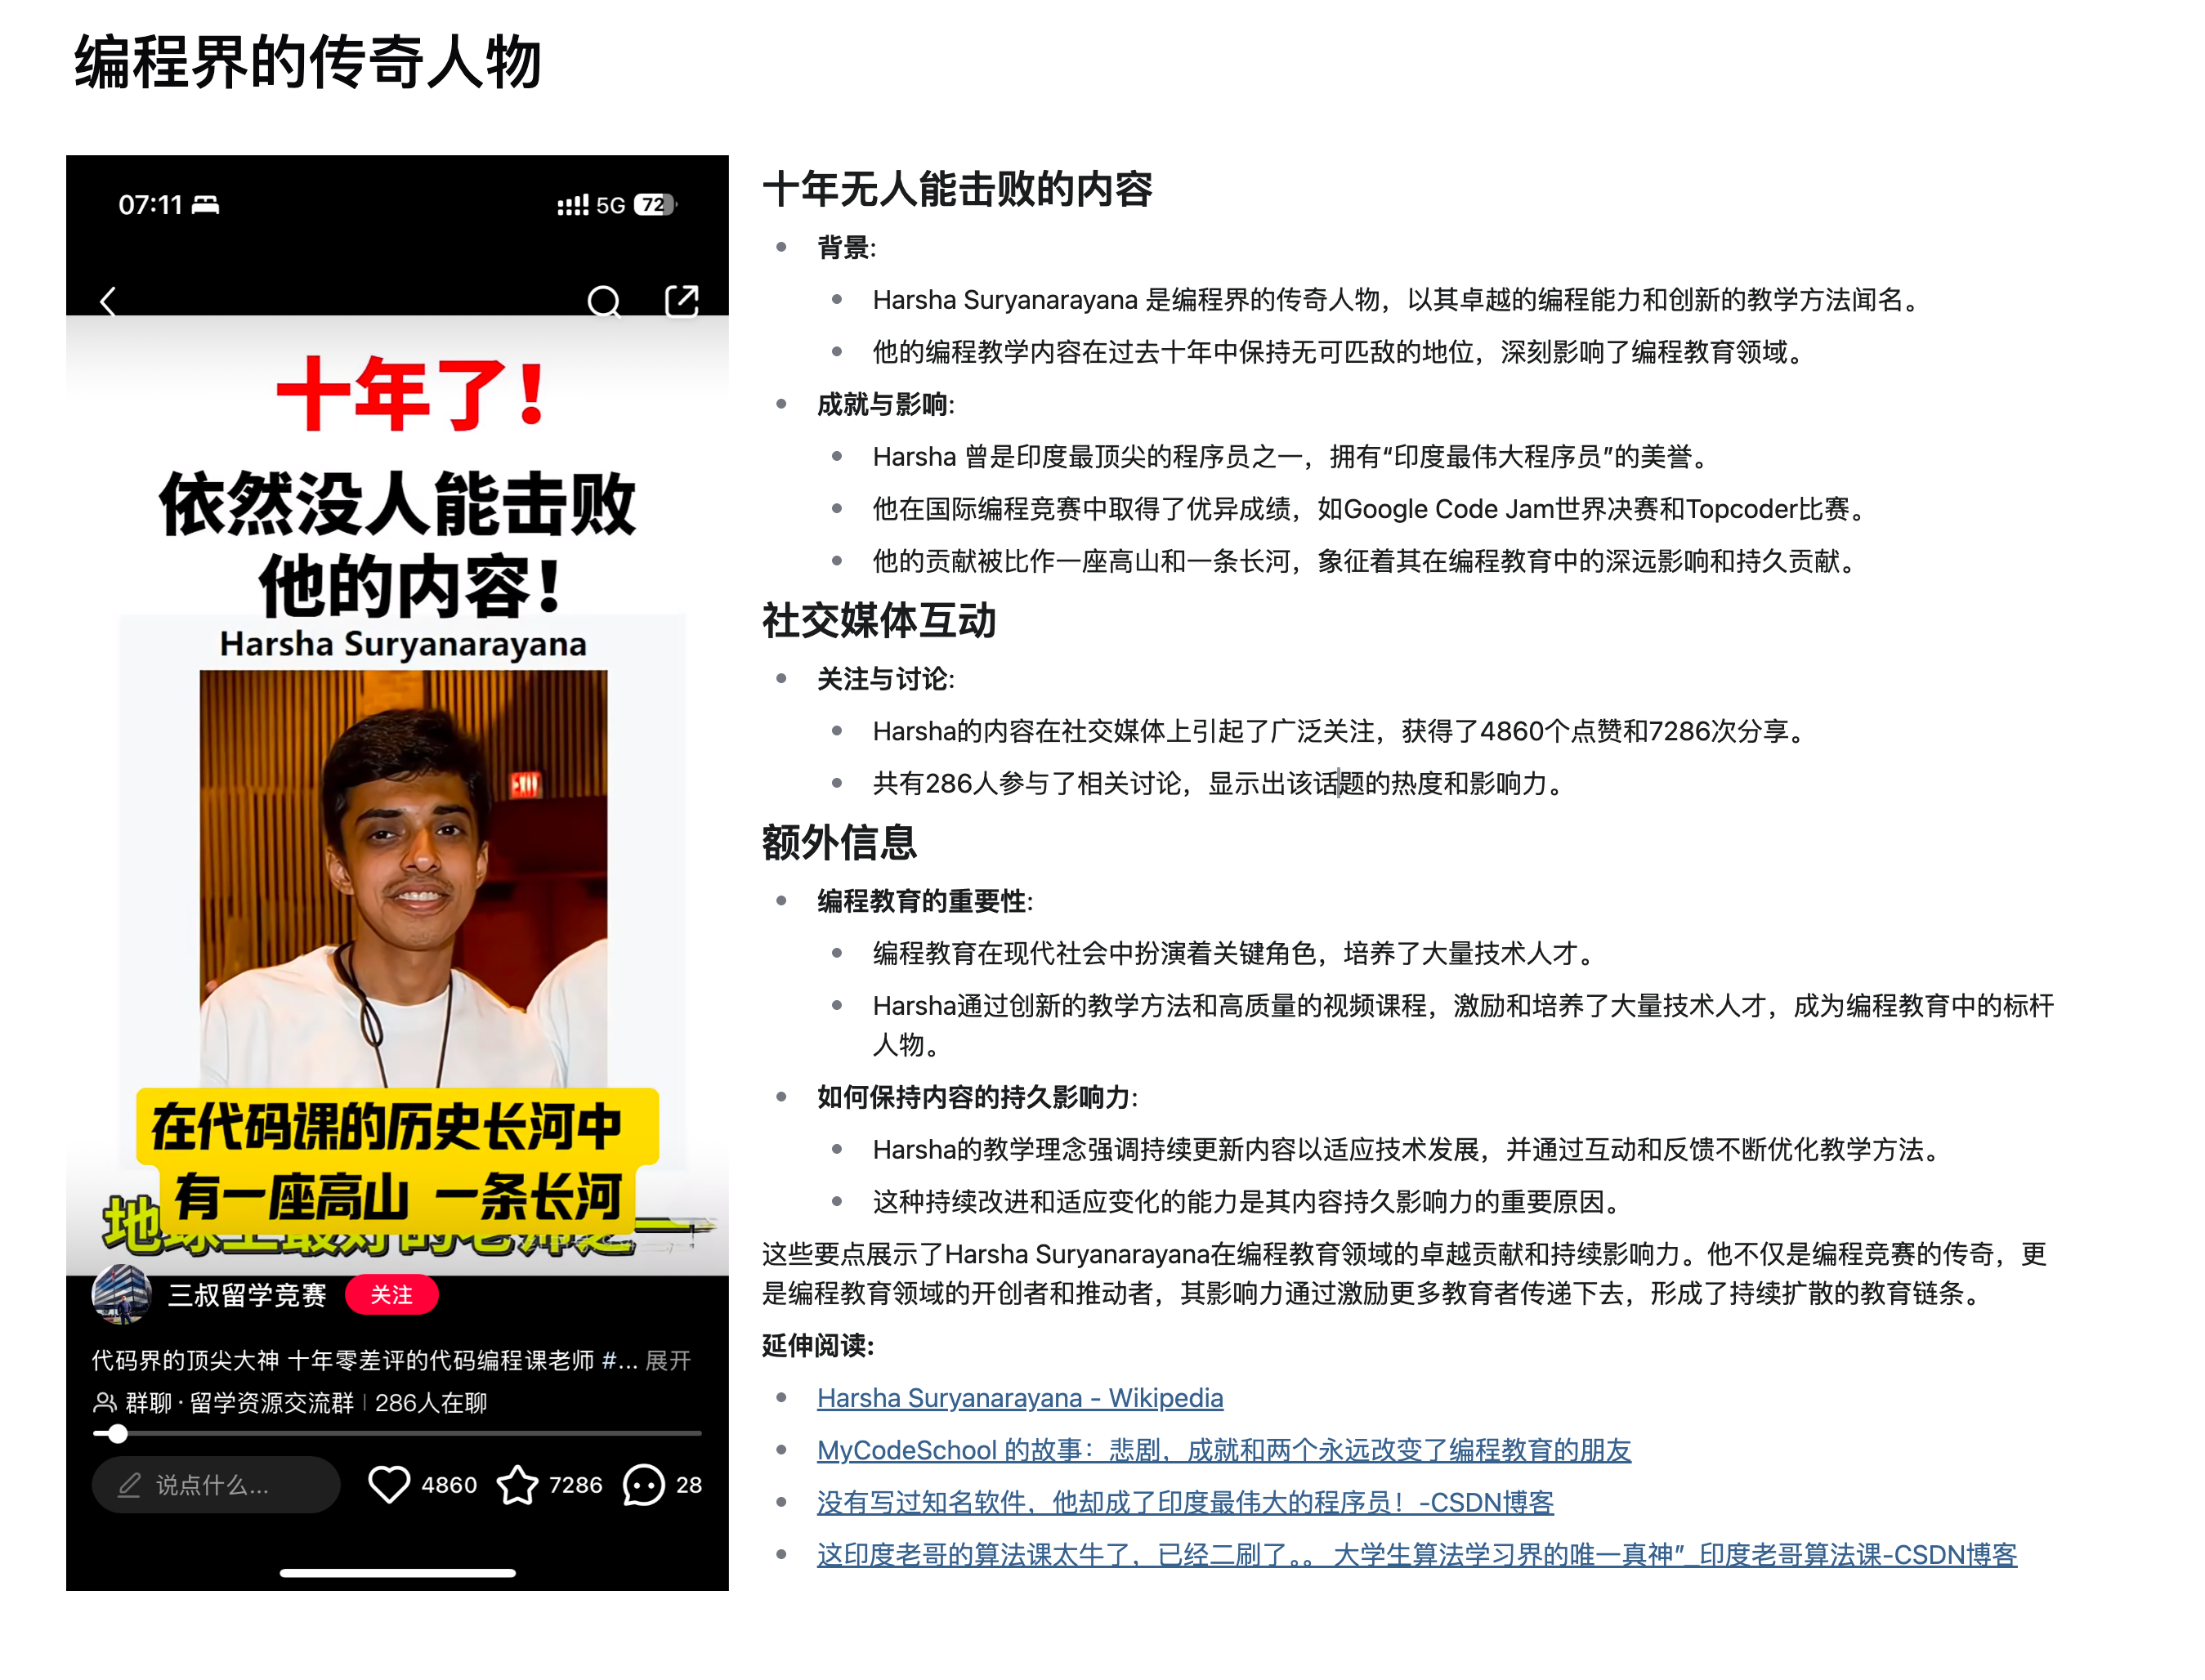 编程界的传奇人物
07:11
5G 72
十年了！
依然没人能击败
他的内容！
Harsha Suryanarayana
EXIT
在代码课的历史长河中
有一座高山 一条长河
地球上最好的老师之一
三叔留学竞赛 关注
代码界的顶尖大神 十年零差评的代码编程课老师 #... 展开
群聊·留学资源交流群 | 286人在聊
说点什么... 4860 7286 28
十年无人能击败的内容
背景:
Harsha Suryanarayana 是编程界的传奇人物，以其卓越的编程能力和创新的教学方法闻名。
他的编程教学内容在过去十年中保持无可匹敌的地位，深刻影响了编程教育领域。
成就与影响:
Harsha 曾是印度最顶尖的程序员之一，拥有“印度最伟大程序员”的美誉。
他在国际编程竞赛中取得了优异成绩，如Google Code Jam世界决赛和Topcoder比赛。
他的贡献被比作一座高山和一条长河，象征着其在编程教育中的深远影响和持久贡献。
社交媒体互动
关注与讨论:
Harsha的内容在社交媒体上引起了广泛关注，获得了4860个点赞和7286次分享。
共有286人参与了相关讨论，显示出该话题的热度和影响力。
额外信息
编程教育的重要性:
编程教育在现代社会中扮演着关键角色，培养了大量技术人才。
Harsha通过创新的教学方法和高质量的视频课程，激励和培养了大量技术人才，成为编程教育中的标杆
人物。
如何保持内容的持久影响力:
Harsha的教学理念强调持续更新内容以适应技术发展，并通过互动和反馈不断优化教学方法。
这种持续改进和适应变化的能力是其内容持久影响力的重要原因。
这些要点展示了Harsha Suryanarayana在编程教育领域的卓越贡献和持续影响力。他不仅是编程竞赛的传奇，更
是编程教育领域的开创者和推动者，其影响力通过激励更多教育者传递下去，形成了持续扩散的教育链条。
延伸阅读:
Harsha Suryanarayana - Wikipedia
MyCodeSchool 的故事：悲剧，成就和两个永远改变了编程教育的朋友
没有写过知名软件，他却成了印度最伟大的程序员！-CSDN博客
这印度老哥的算法课太牛了，已经二刷了。。 大学生算法学习界的唯一真神”_印度老哥算法课-CSDN博客